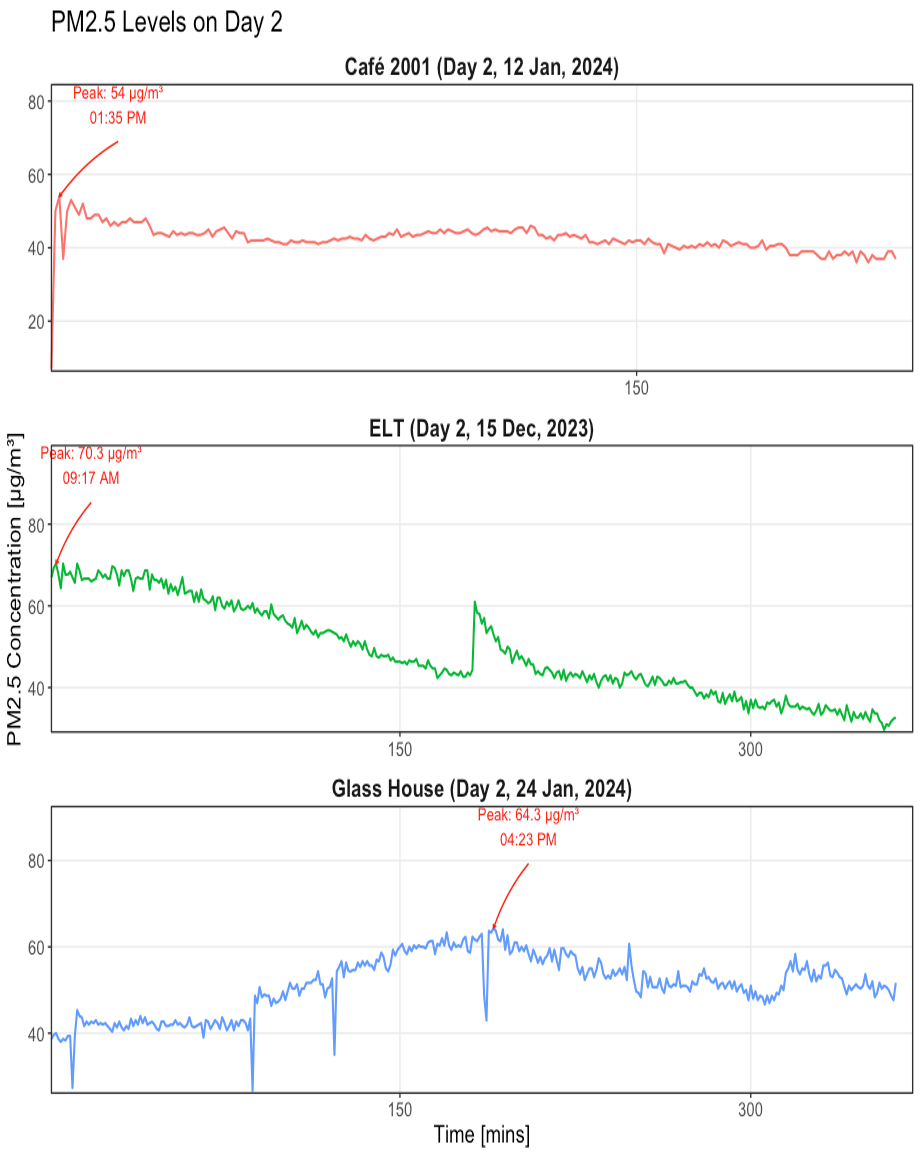 PM2.5 Levels on Day 2
Café 2001 (Day 2, 12 Jan, 2024)
Peak: 54 µg/m³
01:35 PM
80
60
40
20
150
ELT (Day 2, 15 Dec, 2023)
Peak: 70.3 µg/m³
09:17 AM
80
60
40
150
300
PM2.5 Concentration [µg/m³]
Glass House (Day 2, 24 Jan, 2024)
Peak: 64.3 µg/m³
04:23 PM
80
60
40
150
300
Time [mins]